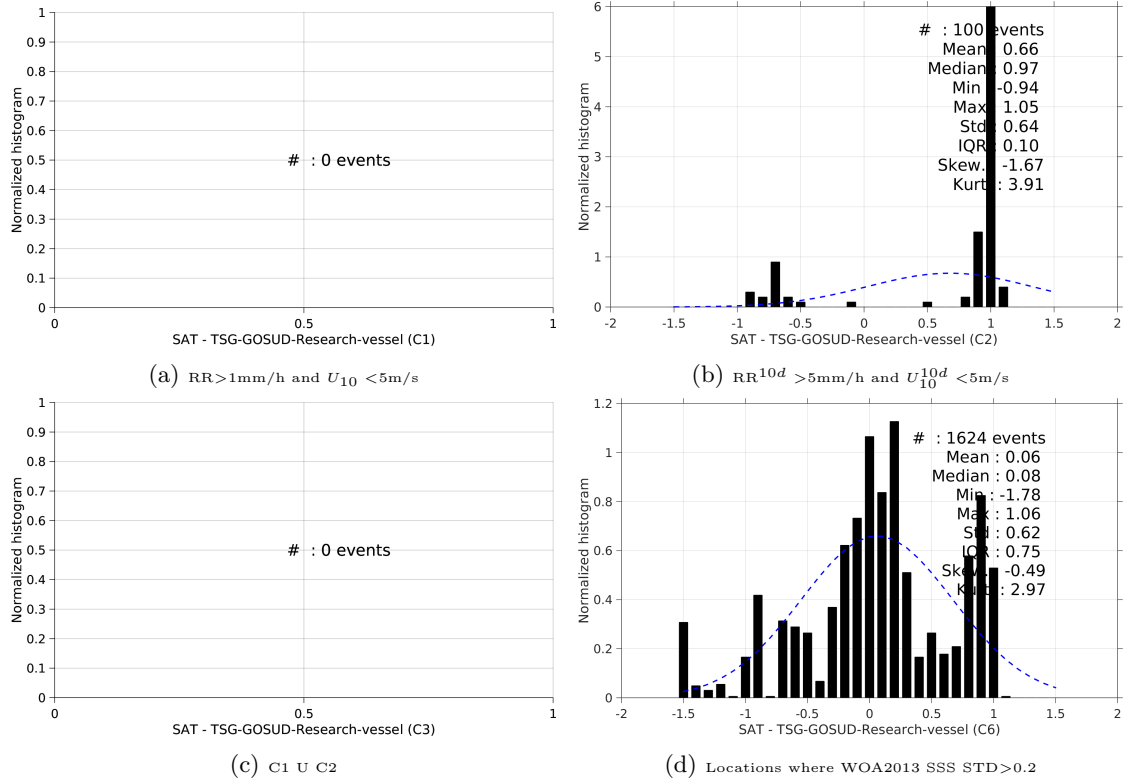 1
0.9
0.8
0.7
0.6
0.5
0.4
0.3
0.2
0.1
0
Normalized histogram
# : 0 events
0 0.5 1
SAT - TSG-GOSUD-Research-vessel (C1)
(a) RR>1mm/h and U10 <5m/s
6
5
4
3
2
1
0
Normalized histogram
# : 100 events
Mean : 0.66
Median : 0.97
Min : -0.94
Max : 1.05
Std : 0.64
IQR : 0.10
Skew. : -1.67
Kurt. : 3.91
-2 -1.5 -1 -0.5 0 0.5 1 1.5 2
SAT - TSG-GOSUD-Research-vessel (C2)
(b) RR^10d >5mm/h and U10^10d <5m/s
1
0.9
0.8
0.7
0.6
0.5
0.4
0.3
0.2
0.1
0
Normalized histogram
# : 0 events
0 0.5 1
SAT - TSG-GOSUD-Research-vessel (C3)
(c) C1 U C2
1.2
1
0.8
0.6
0.4
0.2
0
Normalized histogram
# : 1624 events
Mean : 0.06
Median : 0.08
Min : -1.78
Max : 1.06
Std : 0.62
IQR : 0.75
Skew. : -0.49
Kurt. : 2.97
-2 -1.5 -1 -0.5 0 0.5 1 1.5 2
SAT - TSG-GOSUD-Research-vessel (C6)
(d) Locations where WOA2013 SSS STD>0.2